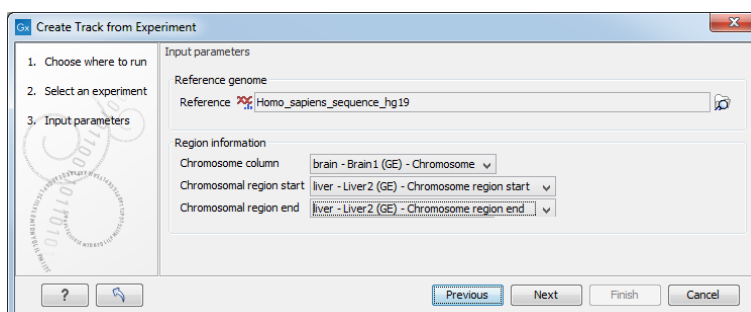 Gx Create Track from Experiment
1. Choose where to run
2. Select an experiment
3. Input parameters
Input parameters
Reference genome
Reference Homo_sapiens_sequence_hg19
Region information
Chromosome column brain - Brain1 (GE) - Chromosome
Chromosomal region start liver - Liver2 (GE) - Chromosome region start
Chromosomal region end liver - Liver2 (GE) - Chromosome region end
? Previous Next Finish Cancel